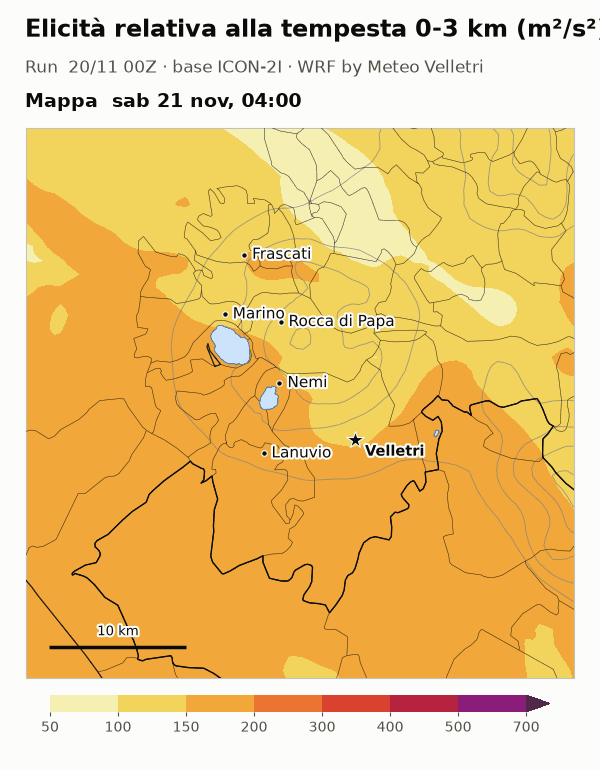 Elicità relativa alla tempesta 0-3 km (m²/s²)
Run 20/11 00Z · base ICON-2I · WRF by Meteo Velletri
Mappa sab 21 nov, 04:00
Frascati
Marino
Rocca di Papa
Nemi
Velletri
Lanuvio
10 km
50 100 150 200 300 400 500 700